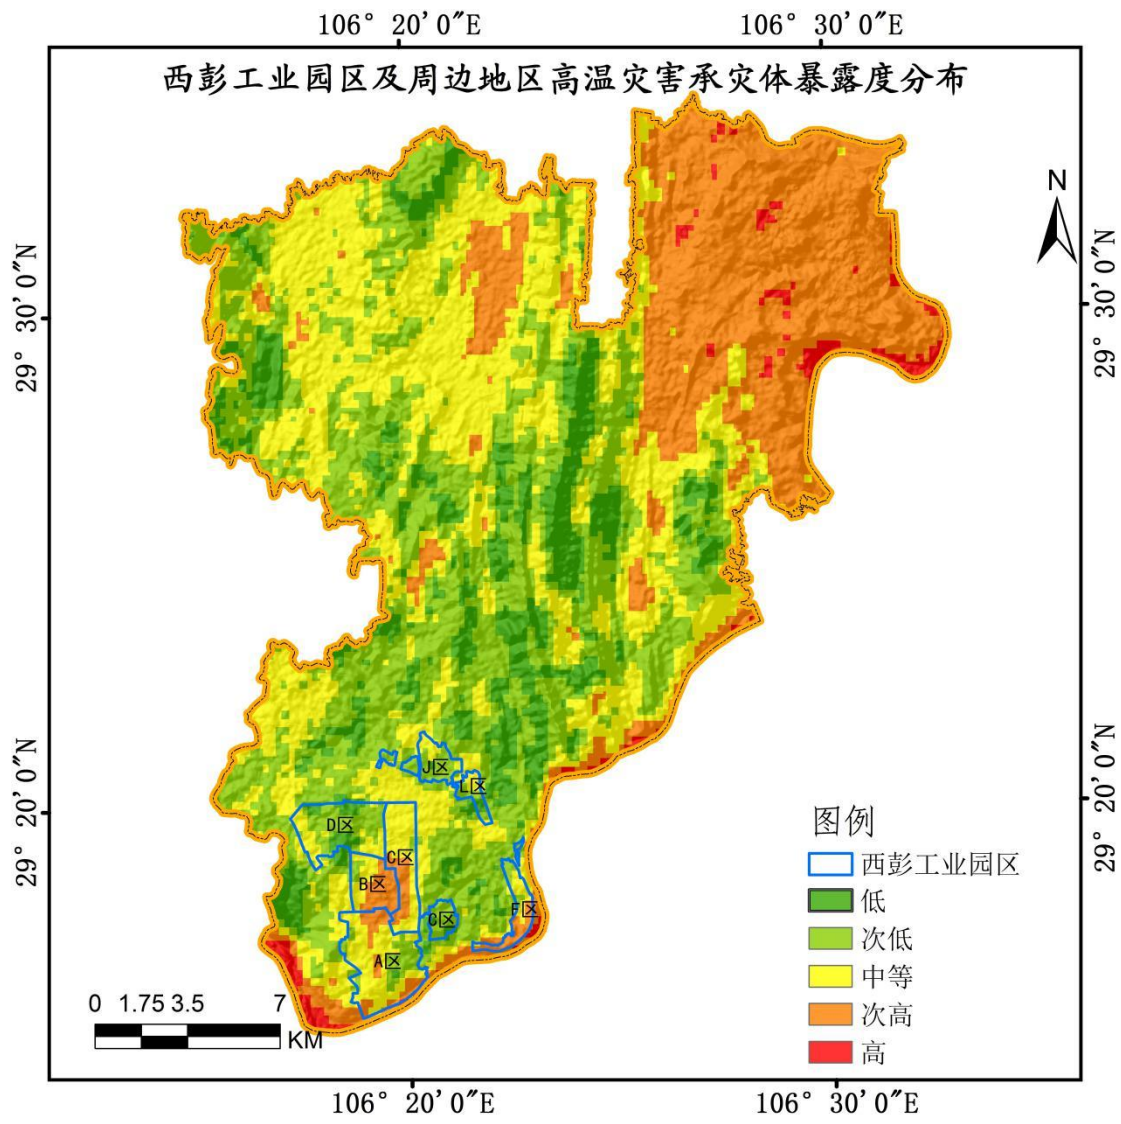 106° 20′ 0″E
106° 30′ 0″E
西彭工业园区及周边地区高温灾害承灾体暴露度分布
N
29° 30′ 0″N
29° 30′ 0″N
29° 20′ 0″N
29° 20′ 0″N
J区
L区
D区
C区
B区
C区
F区
A区
图例
西彭工业园区
低
次低
中等
次高
高
0 1.75 3.5 7
KM
106° 20′ 0″E
106° 30′ 0″E